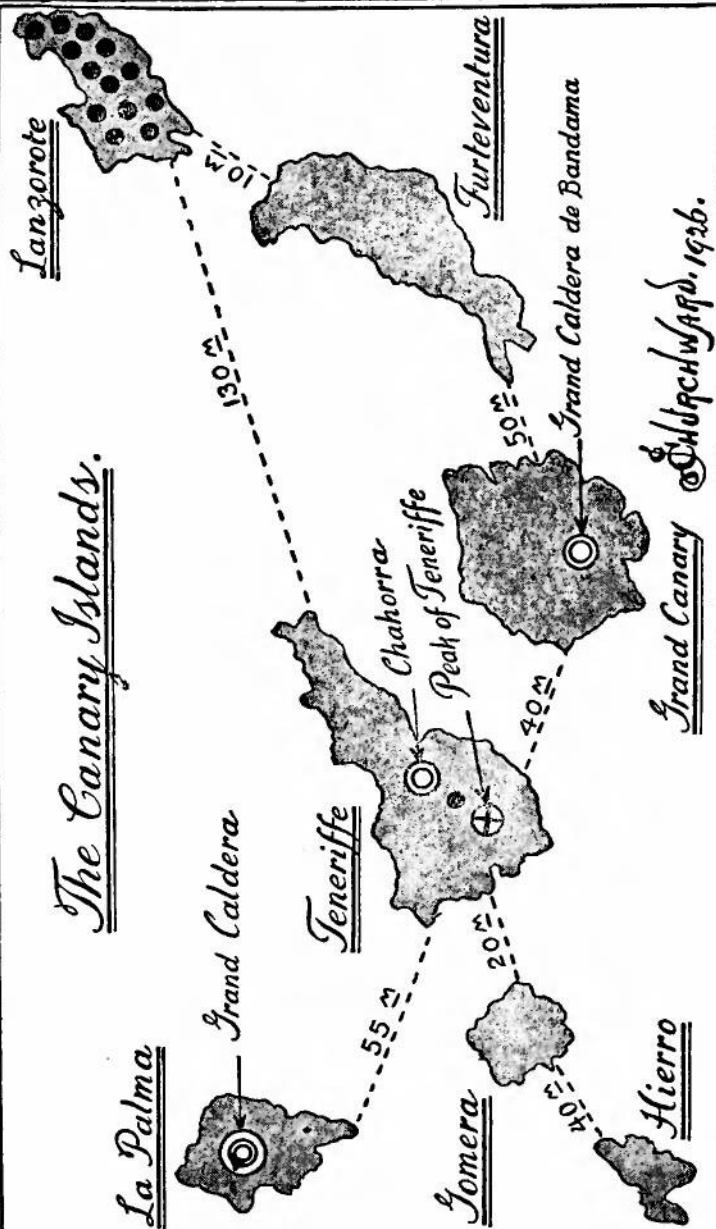 The Canary Islands.
La Palma
Grand Caldera
55 m
Teneriffe
Chahorra
Peak of Teneriffe
130 m
Lanzorote
10 m
Furteventura
50 m
Grand Caldera de Bandama
Grand Canary
40 m
20 m
Gomera
40 m
Hierro
CHURCHWARD. 1926.